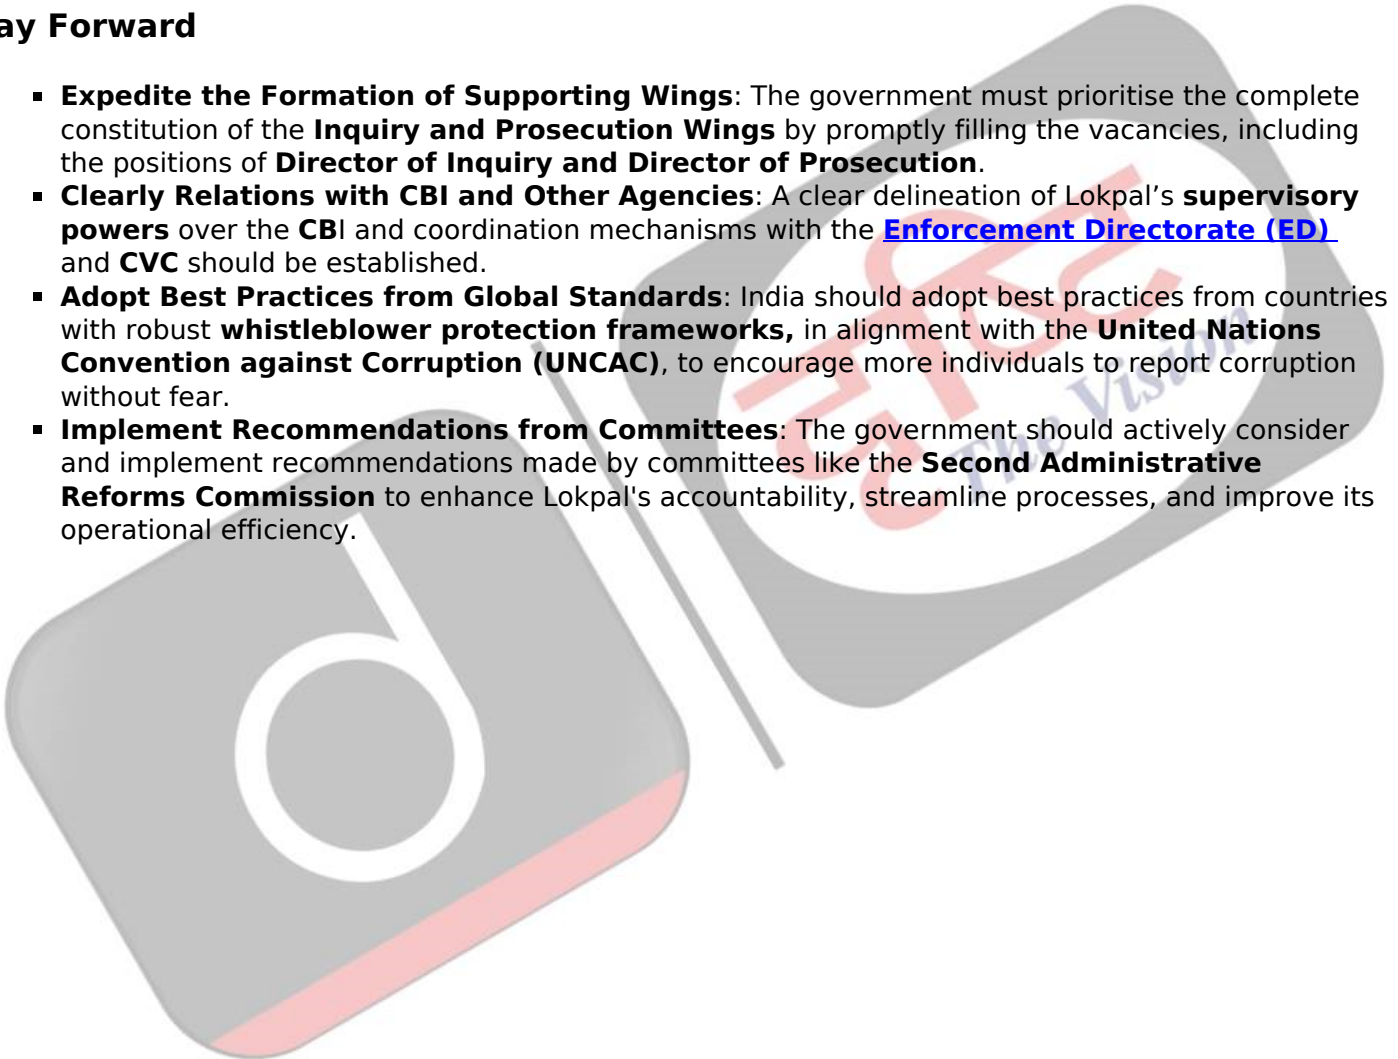 ay Forward
▪ Expedite the Formation of Supporting Wings: The government must prioritise the complete
constitution of the Inquiry and Prosecution Wings by promptly filling the vacancies, including
the positions of Director of Inquiry and Director of Prosecution.
▪ Clearly Relations with CBI and Other Agencies: A clear delineation of Lokpal’s supervisory
powers over the CBI and coordination mechanisms with the Enforcement Directorate (ED)
and CVC should be established.
▪ Adopt Best Practices from Global Standards: India should adopt best practices from countries
with robust whistleblower protection frameworks, in alignment with the United Nations
Convention against Corruption (UNCAC), to encourage more individuals to report corruption
without fear.
▪ Implement Recommendations from Committees: The government should actively consider
and implement recommendations made by committees like the Second Administrative
Reforms Commission to enhance Lokpal's accountability, streamline processes, and improve its
operational efficiency.
d
दृष्टि
The Vision